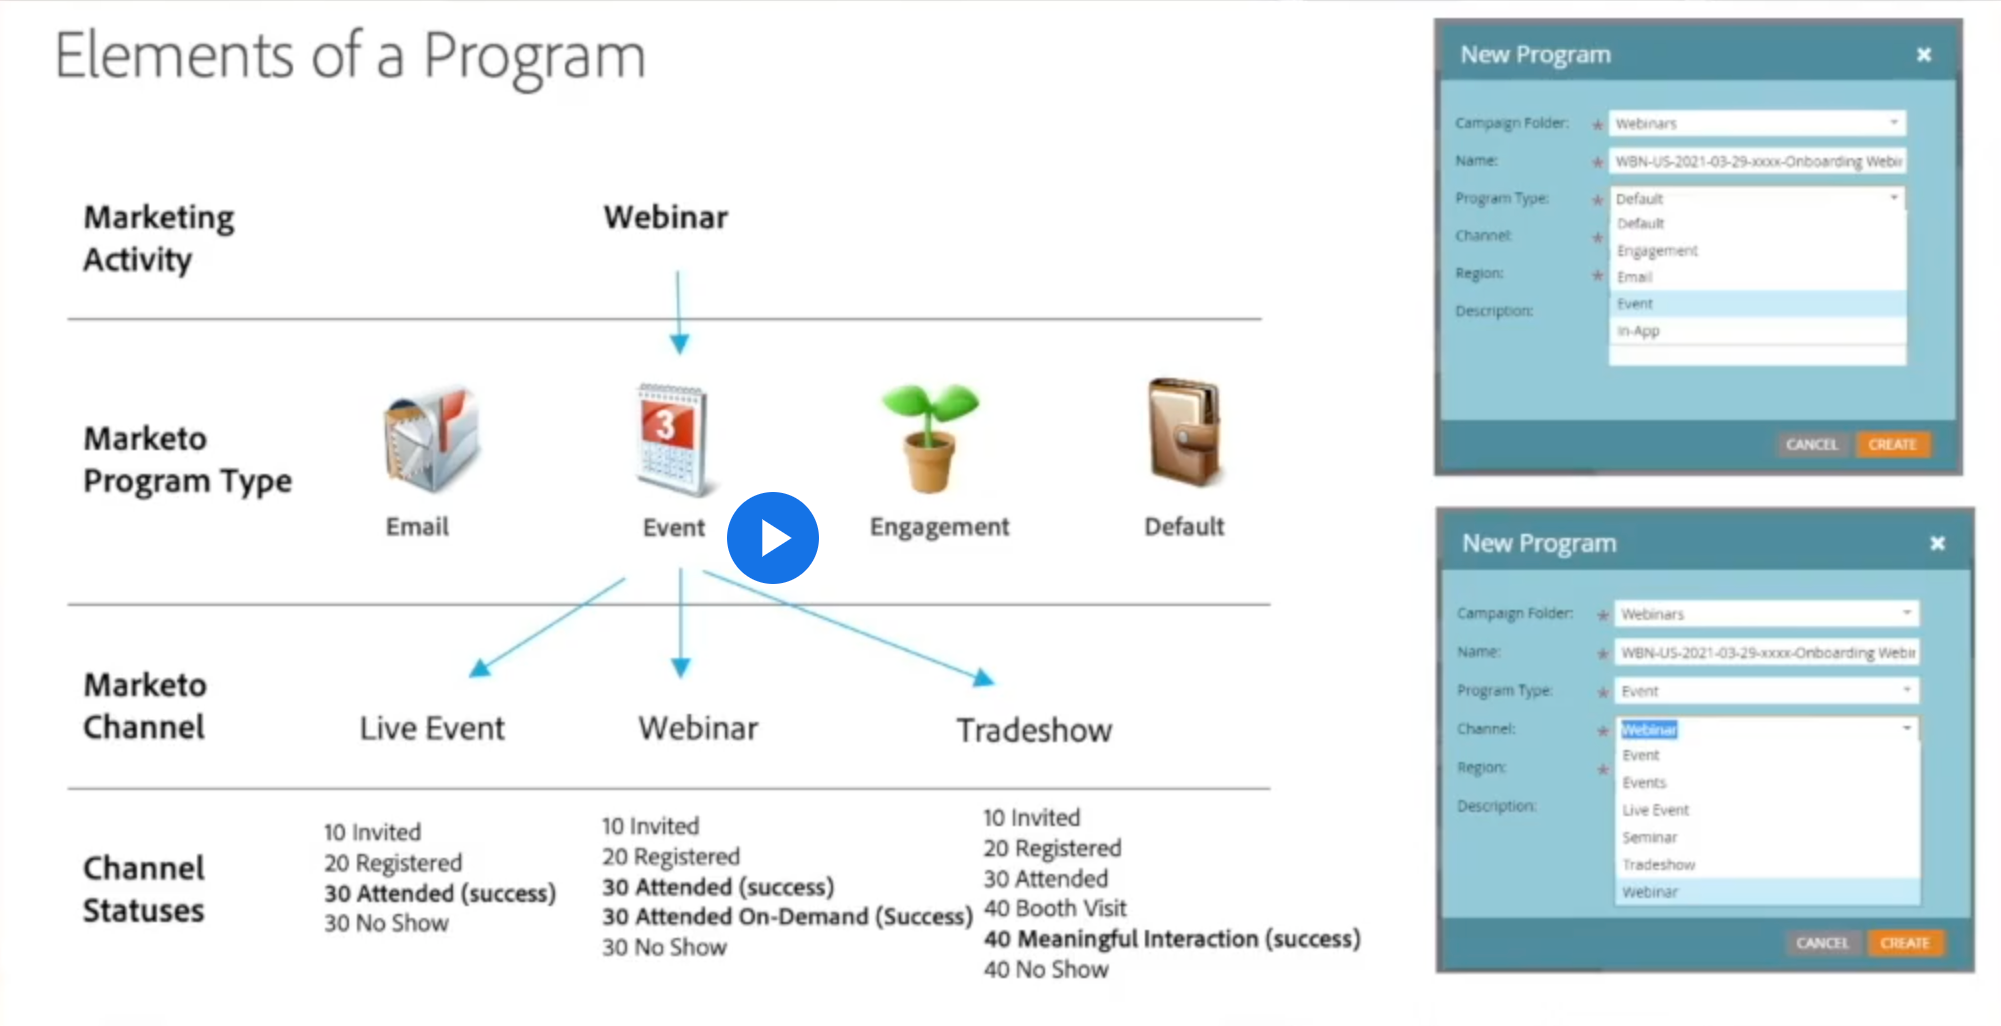 Elements of a Program
Marketing
Activity
Webinar
Marketo
Program Type
3
Email
Event
Engagement
Default
Marketo
Channel
Live Event
Webinar
Tradeshow
Channel
Statuses
10 Invited
20 Registered
30 Attended (success)
30 No Show
10 Invited
20 Registered
30 Attended (success)
30 Attended On-Demand (Success)
30 No Show
10 Invited
20 Registered
30 Attended
40 Booth Visit
40 Meaningful Interaction (success)
40 No Show
New Program
Campaign Folder: * Webinars
Name: * WBN-US-2021-03-29-xxxx-Onboarding Webin
Program Type: * Default
Default
Channel: *
Engagement
Region: *
Email
Event
Description:
In-App
CANCEL CREATE
New Program
Campaign Folder: * Webinars
Name: * WBN-US-2021-03-29-xxxx-Onboarding Webin
Program Type: * Event
Channel: * Webinar
Event
Region: *
Events
Description:
Live Event
Seminar
Tradeshow
Webinar
CANCEL CREATE